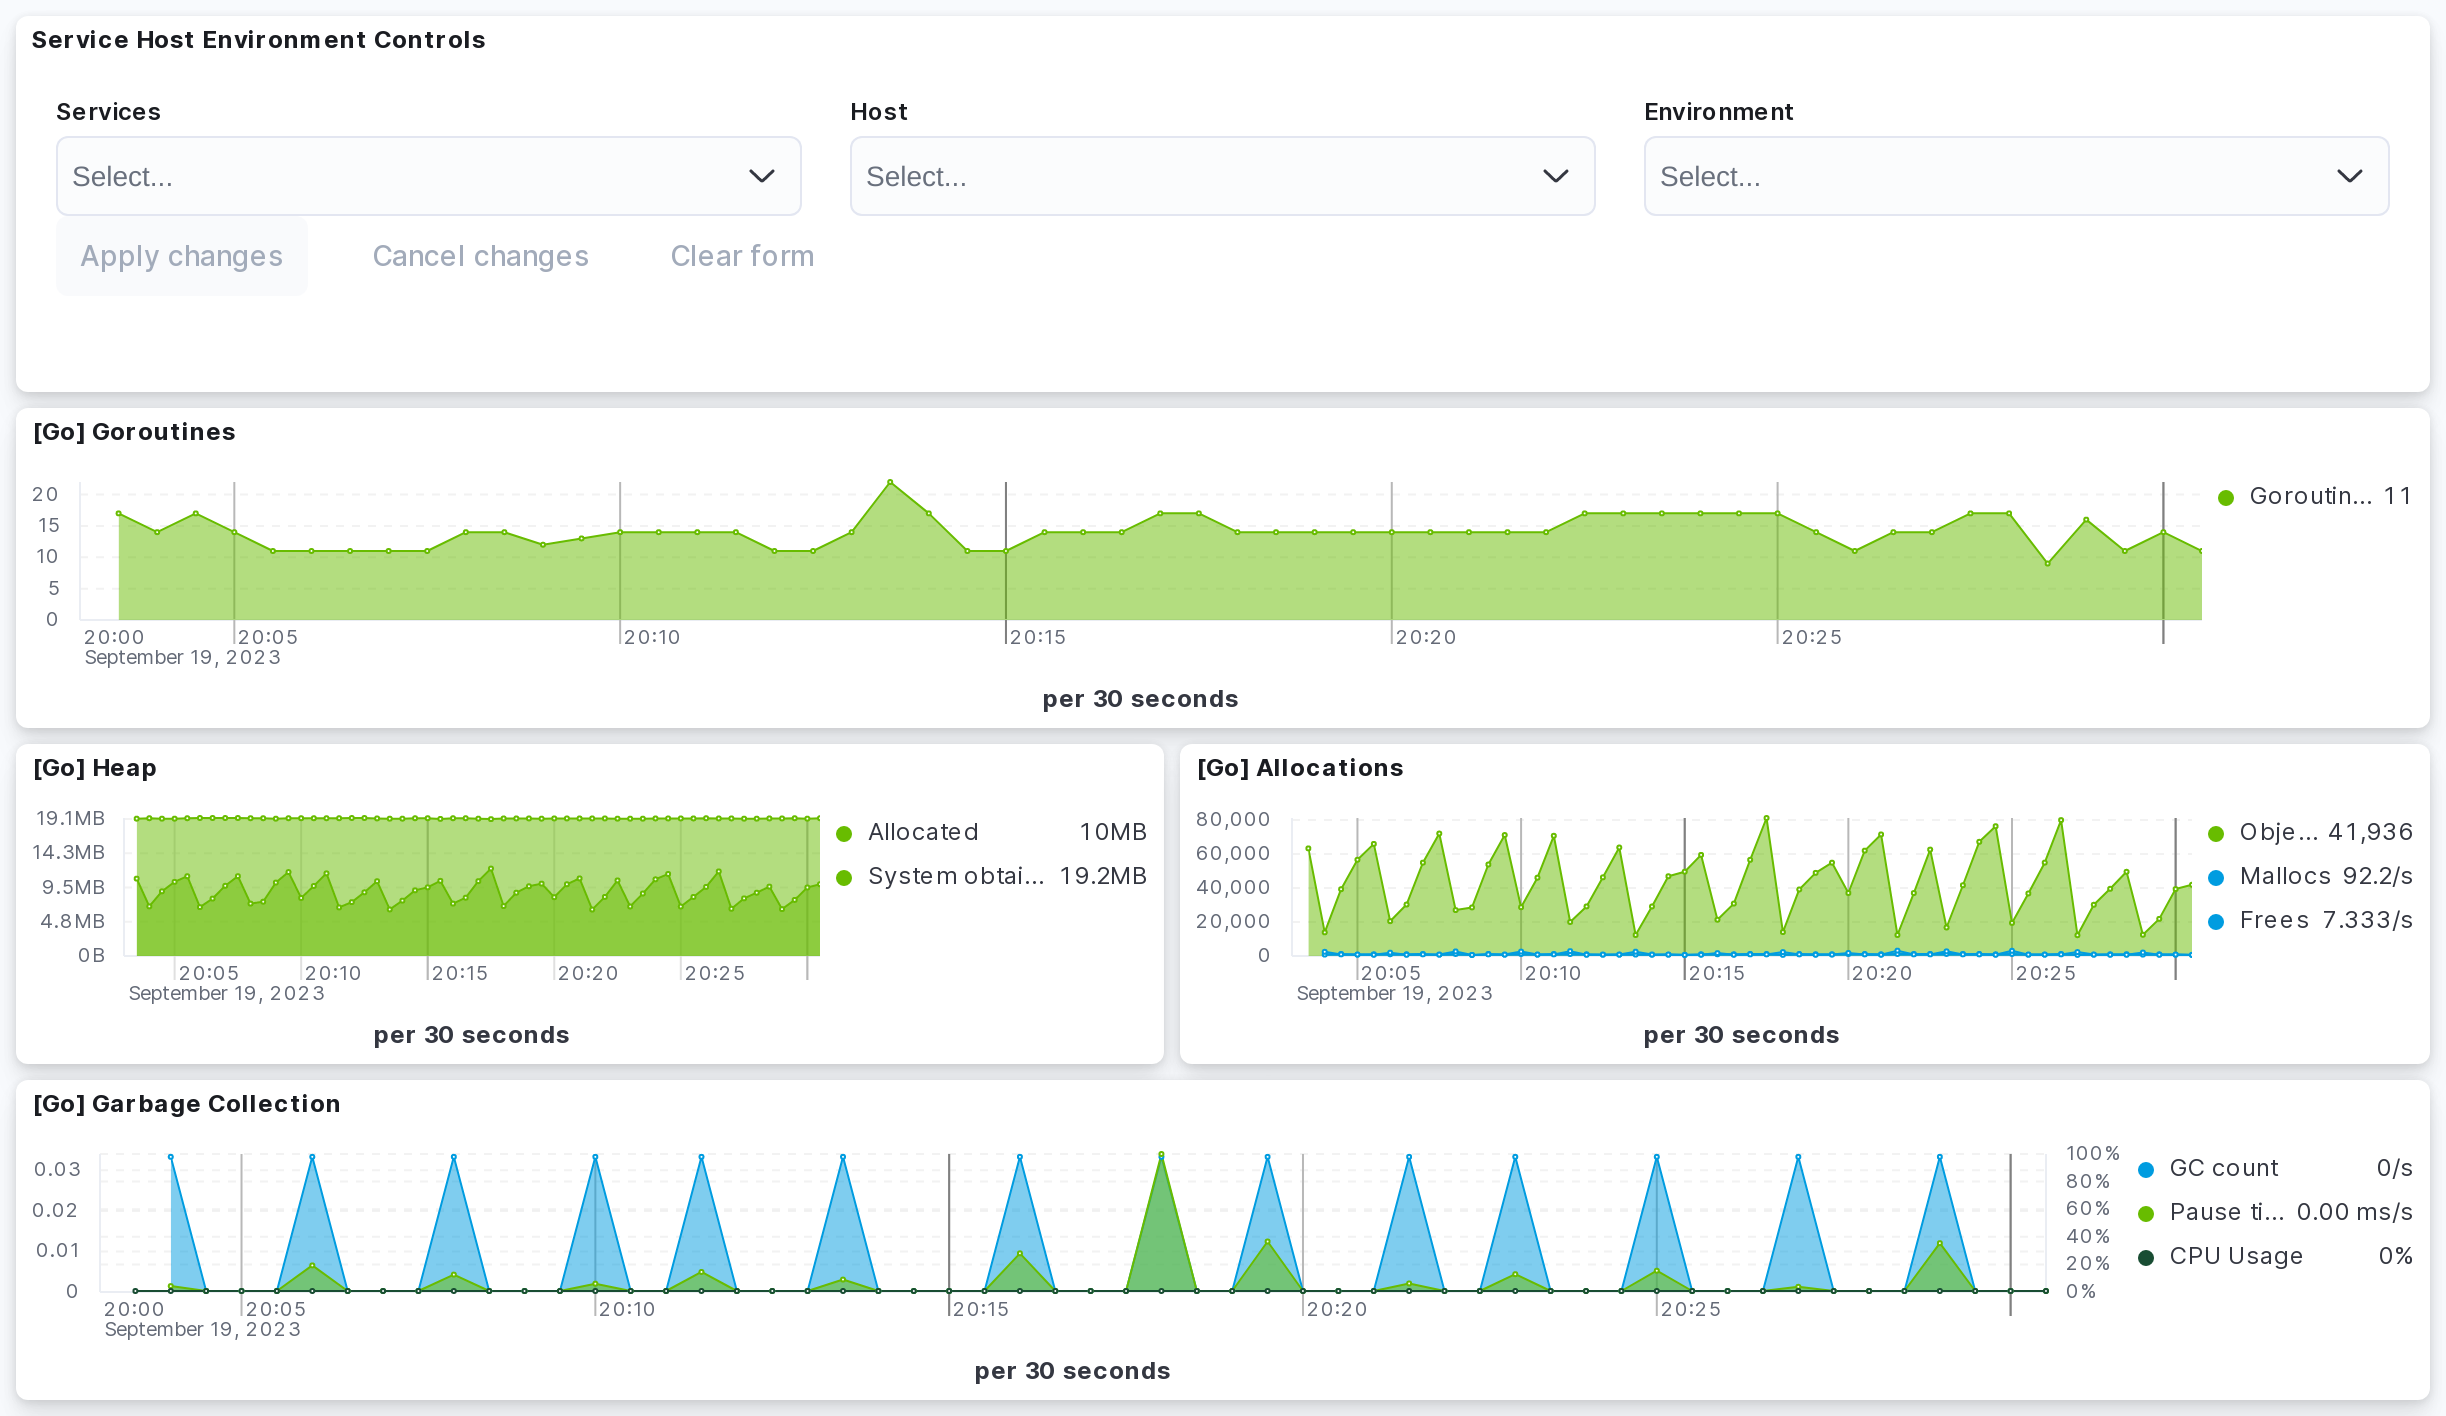 Service Host Environment Controls
Services
Host
Environment
Select...
Select...
Select...
Apply changes
Cancel changes
Clear form
[Go] Goroutines
20
15
10
5
0
20:00
20:05
20:10
20:15
20:20
20:25
September 19, 2023
per 30 seconds
Goroutin... 11
[Go] Heap
19.1MB
14.3MB
9.5MB
4.8MB
0B
20:05
20:10
20:15
20:20
20:25
September 19, 2023
per 30 seconds
Allocated 10MB
System obtai... 19.2MB
[Go] Allocations
80,000
60,000
40,000
20,000
0
20:05
20:10
20:15
20:20
20:25
September 19, 2023
per 30 seconds
Obje... 41,936
Mallocs 92.2/s
Frees 7.333/s
[Go] Garbage Collection
0.03
0.02
0.01
0
20:00
20:05
20:10
20:15
20:20
20:25
September 19, 2023
per 30 seconds
100%
80%
60%
40%
20%
0%
GC count 0/s
Pause ti... 0.00 ms/s
CPU Usage 0%